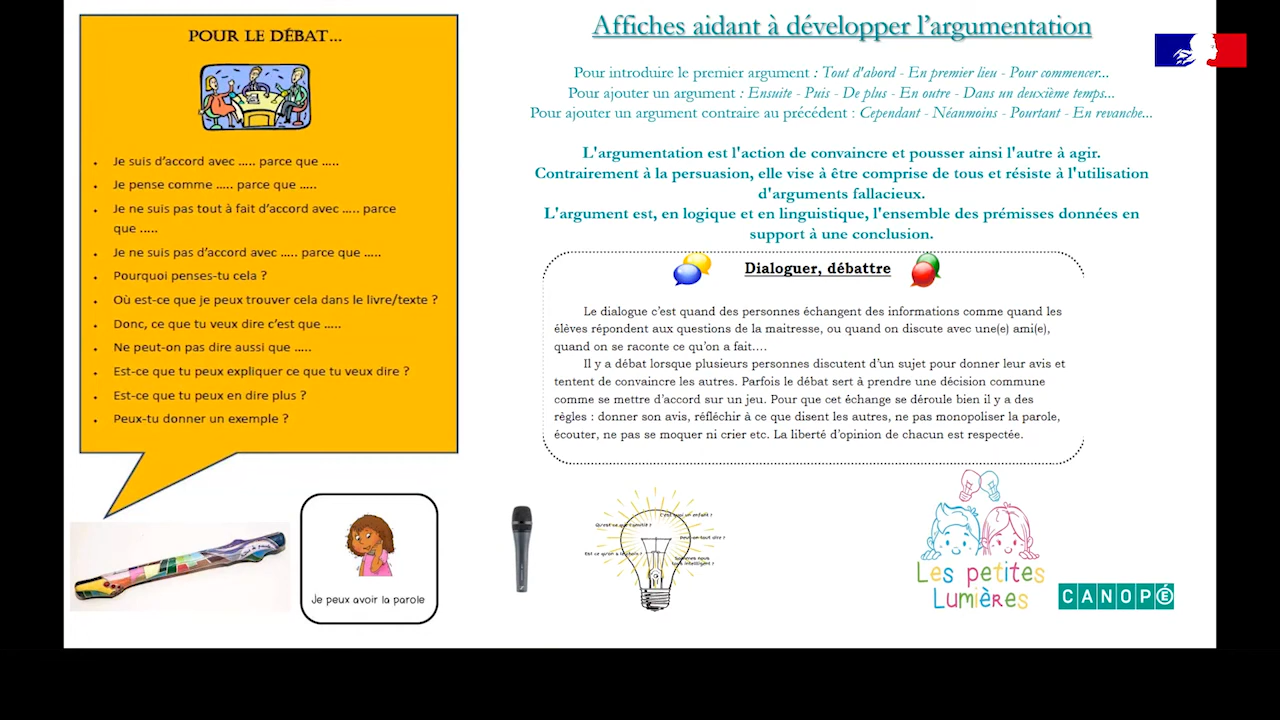 POUR LE DÉBAT...
Je suis d'accord avec ..... parce que .....
Je pense comme ..... parce que .....
Je ne suis pas tout à fait d'accord avec ..... parce
que .....
Je ne suis pas d'accord avec ..... parce que .....
Pourquoi penses-tu cela ?
Où est-ce que je peux trouver cela dans le livre/texte ?
Donc, ce que tu veux dire c'est que .....
Ne peut-on pas dire aussi que .....
Est-ce que tu peux expliquer ce que tu veux dire ?
Est-ce que tu peux en dire plus ?
Peux-tu donner un exemple ?
Je peux avoir la parole
Affiches aidant à développer l'argumentation
Pour introduire le premier argument : Tout d'abord - En premier lieu - Pour commencer...
Pour ajouter un argument : Ensuite - Puis - De plus - En outre - Dans un deuxième temps...
Pour ajouter un argument contraire au précédent : Cependant - Néanmoins - Pourtant - En revanche...
L'argumentation est l'action de convaincre et pousser ainsi l'autre à agir.
Contrairement à la persuasion, elle vise à être comprise de tous et résiste à l'utilisation
d'arguments fallacieux.
L'argument est, en logique et en linguistique, l'ensemble des prémisses données en
support à une conclusion.
Dialoguer, débattre
Le dialogue c'est quand des personnes échangent des informations comme quand les
élèves répondent aux questions de la maitresse, ou quand on discute avec une(e) ami(e),
quand on se raconte ce qu'on a fait....
Il y a débat lorsque plusieurs personnes discutent d'un sujet pour donner leur avis et
tentent de convaincre les autres. Parfois le débat sert à prendre une décision commune
comme se mettre d'accord sur un jeu. Pour que cet échange se déroule bien il y a des
règles : donner son avis, réfléchir à ce que disent les autres, ne pas monopoliser la parole,
écouter, ne pas se moquer ni crier etc. La liberté d'opinion de chacun est respectée.
C'est quoi un enfant ?
Peut-on tout dire ?
Sommes nous
tous intelligent ?
Les petites
Lumières
CANOPÉ